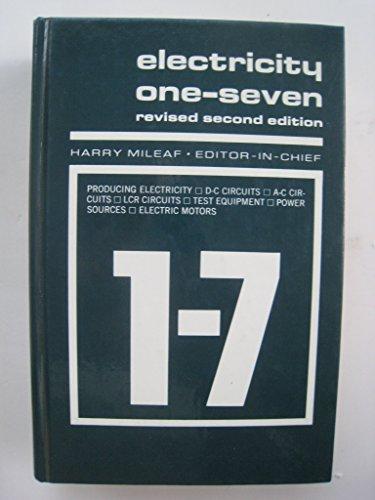 electricity
one-seven
revised second edition
HARRY MILEAF • EDITOR-IN-CHIEF
PRODUCING ELECTRICITY □ D-C CIRCUITS □ A-C CIR-
CUITS □ LCR CIRCUITS □ TEST EQUIPMENT □ POWER
SOURCES □ ELECTRIC MOTORS
1-7